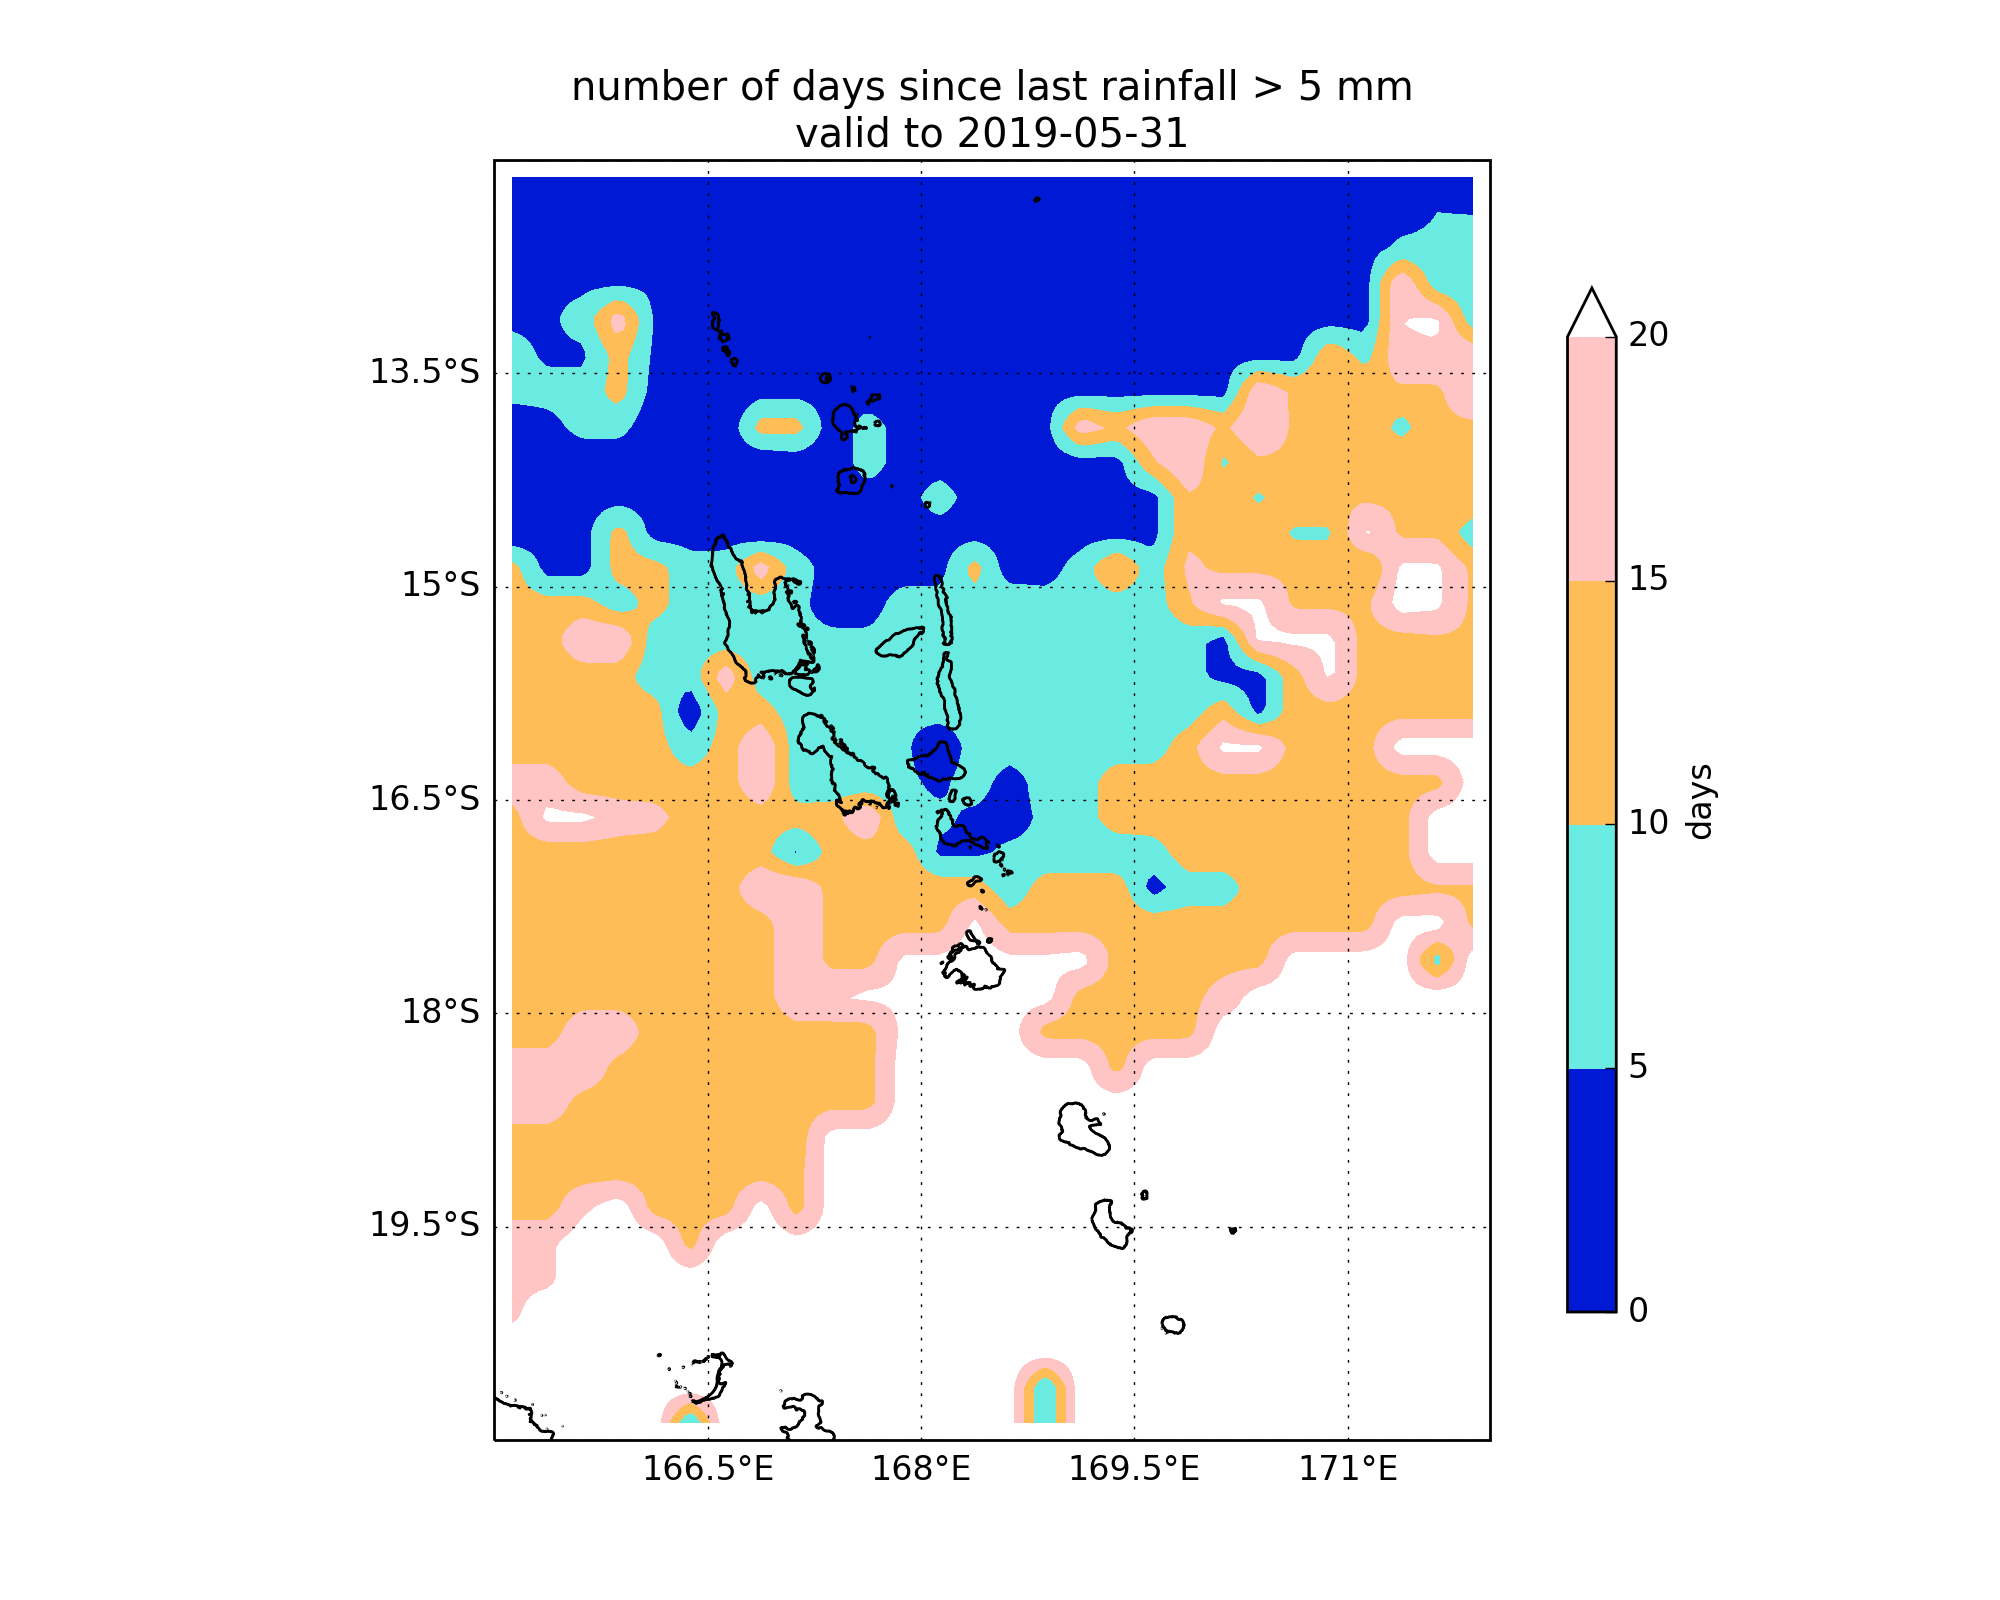 number of days since last rainfall > 5 mm
valid to 2019-05-31
13.5°S
15°S
16.5°S
18°S
19.5°S
166.5°E
168°E
169.5°E
171°E
20
15
10
5
0
days